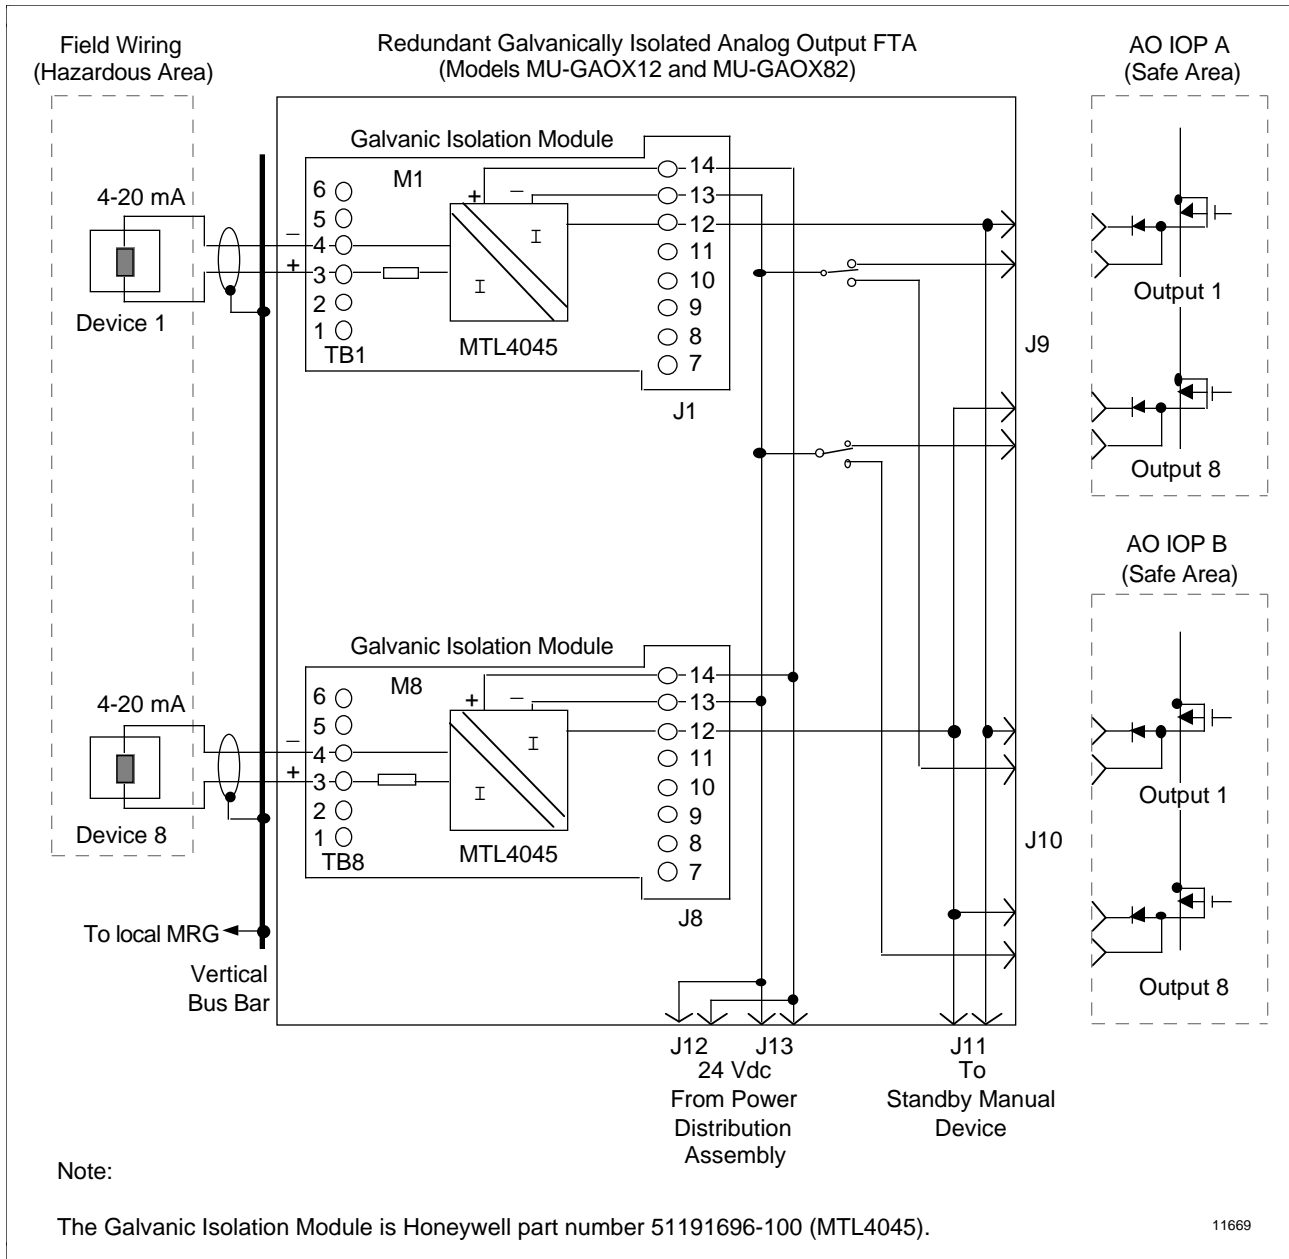 Field Wiring
(Hazardous Area)
Redundant Galvanically Isolated Analog Output FTA
(Models MU-GAOX12 and MU-GAOX82)
AO IOP A
(Safe Area)
Galvanic Isolation Module
M1
4-20 mA
Device 1
+
–
–
+
6
5
4
3
2
1
TB1
I
I
MTL4045
14
13
12
11
10
9
8
7
J1
J9
Output 1
Output 8
AO IOP B
(Safe Area)
Galvanic Isolation Module
M8
4-20 mA
Device 8
+
–
–
+
6
5
4
3
2
1
TB8
I
I
MTL4045
14
13
12
11
10
9
8
7
J8
J10
Output 1
Output 8
To local MRG
Vertical
Bus Bar
J12
J13
24 Vdc
From Power
Distribution
Assembly
J11
To
Standby Manual
Device
Note:
The Galvanic Isolation Module is Honeywell part number 51191696-100 (MTL4045).
11669